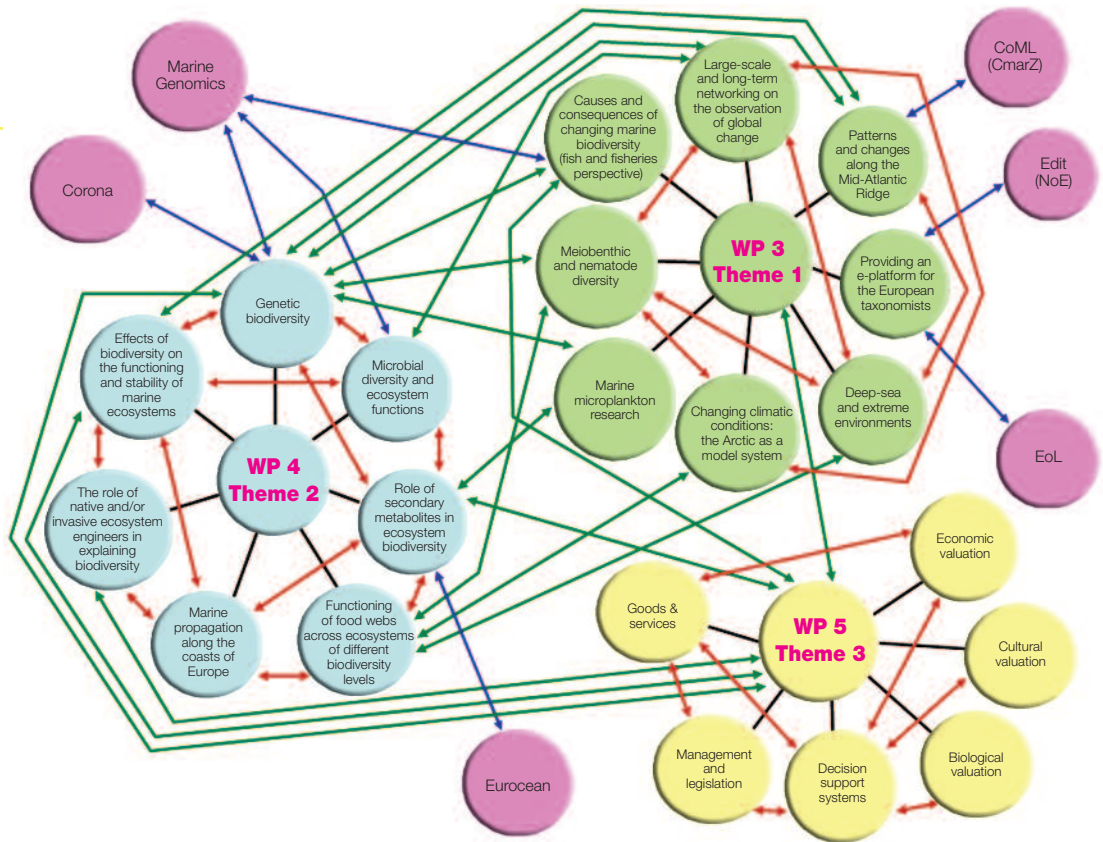 Marine
Genomics
Corona
CoML
(CmarZ)
Edit
(NoE)
EoL
Eurocean
Large-scale
and long-term
networking on
the observation
of global
change
Causes and
consequences of
changing marine
biodiversity
(fish and fisheries
perspective)
Patterns
and changes
along the
Mid-Atlantic
Ridge
Meiobenthic
and nematode
diversity
WP 3
Theme 1
Providing an
e-platform for
the European
taxonomists
Marine
microplankton
research
Changing climatic
conditions:
the Arctic as a
model system
Deep-sea
and extreme
environments
Genetic
biodiversity
Effects of
biodiversity on
the functioning
and stability of
marine
ecosystems
Microbial
diversity and
ecosystem
functions
WP 4
Theme 2
The role of
native and/or
invasive ecosystem
engineers in
explaining
biodiversity
Role of
secondary
metabolites in
ecosystem
biodiversity
Marine
propagation
along the
coasts of
Europe
Functioning
of food webs
across ecosystems
of different
biodiversity
levels
Economic
valuation
Goods &
services
WP 5
Theme 3
Cultural
valuation
Management
and
legislation
Decision
support
systems
Biological
valuation